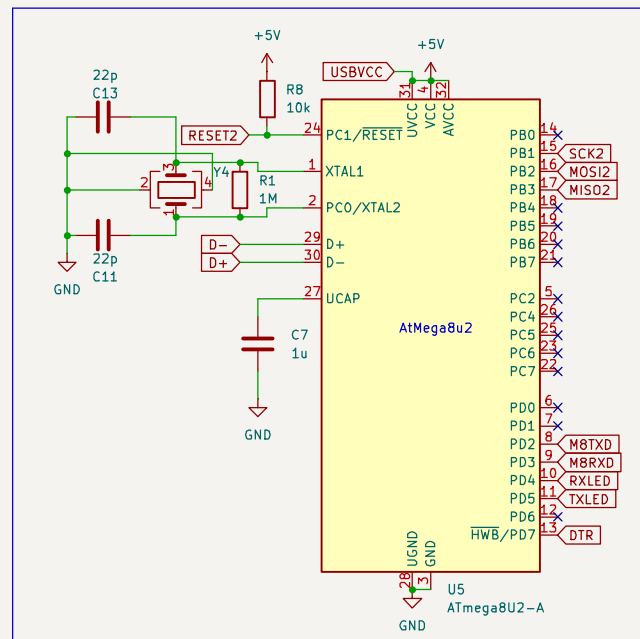 +5V
+5V
22p
C13
R8
10k
USBVCC
31
4
32
UVCC
VCC
AVCC
RESET2
24
PC1/RESET
PB0
14
PB1
15
SCK2
PB2
16
MOSI2
PB3
17
MISO2
PB4
18
PB5
19
PB6
20
PB7
21
3
Y4
2
4
1
R1
1M
1
XTAL1
2
PC0/XTAL2
D-
29
D+
D+
30
D-
22p
C11
GND
27
UCAP
C7
1u
GND
AtMega8u2
PC2
5
PC4
26
PC5
25
PC6
23
PC7
22
PD0
6
PD1
7
PD2
8
M8TXD
PD3
9
M8RXD
PD4
10
RXLED
PD5
11
TXLED
PD6
12
HWB/PD7
13
DTR
UGND
GND
28
3
U5
ATmega8U2-A
GND